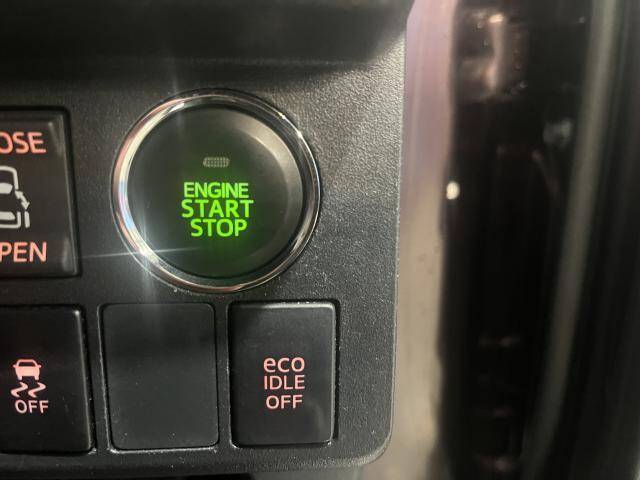 OSE
PEN
ENGINE
START
STOP
OFF
eco
IDLE
OFF